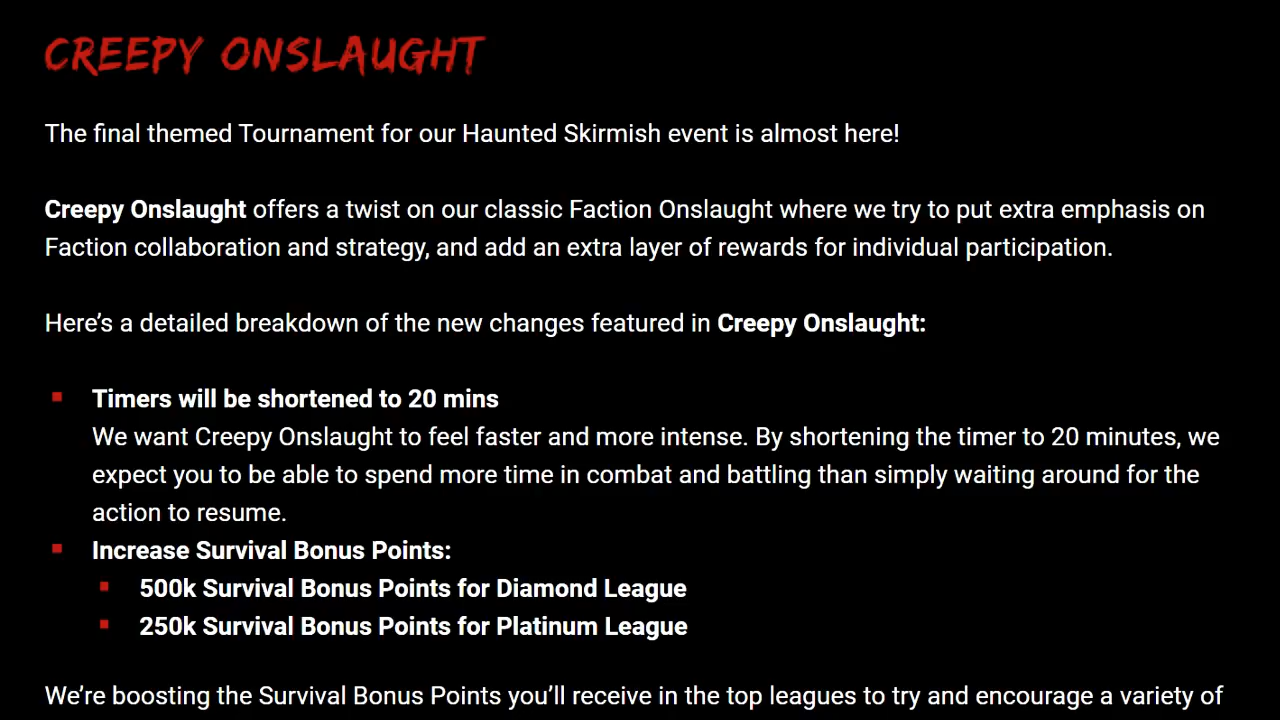 CREEPY ONSLAUGHT
The final themed Tournament for our Haunted Skirmish event is almost here!
Creepy Onslaught offers a twist on our classic Faction Onslaught where we try to put extra emphasis on
Faction collaboration and strategy, and add an extra layer of rewards for individual participation.
Here’s a detailed breakdown of the new changes featured in Creepy Onslaught:
Timers will be shortened to 20 mins
We want Creepy Onslaught to feel faster and more intense. By shortening the timer to 20 minutes, we
expect you to be able to spend more time in combat and battling than simply waiting around for the
action to resume.
Increase Survival Bonus Points:
500k Survival Bonus Points for Diamond League
250k Survival Bonus Points for Platinum League
We’re boosting the Survival Bonus Points you’ll receive in the top leagues to try and encourage a variety of